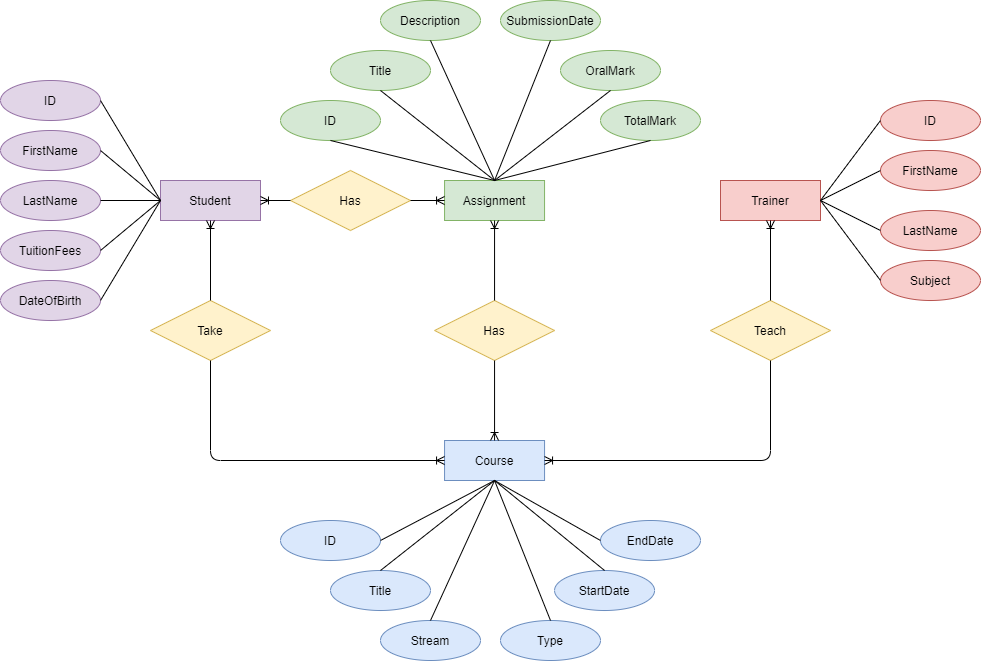 Description
SubmissionDate
Title
OralMark
ID
TotalMark
ID
FirstName
LastName
TuitionFees
DateOfBirth
Student
Has
Assignment
Trainer
ID
FirstName
LastName
Subject
Take
Has
Teach
Course
ID
EndDate
Title
StartDate
Stream
Type